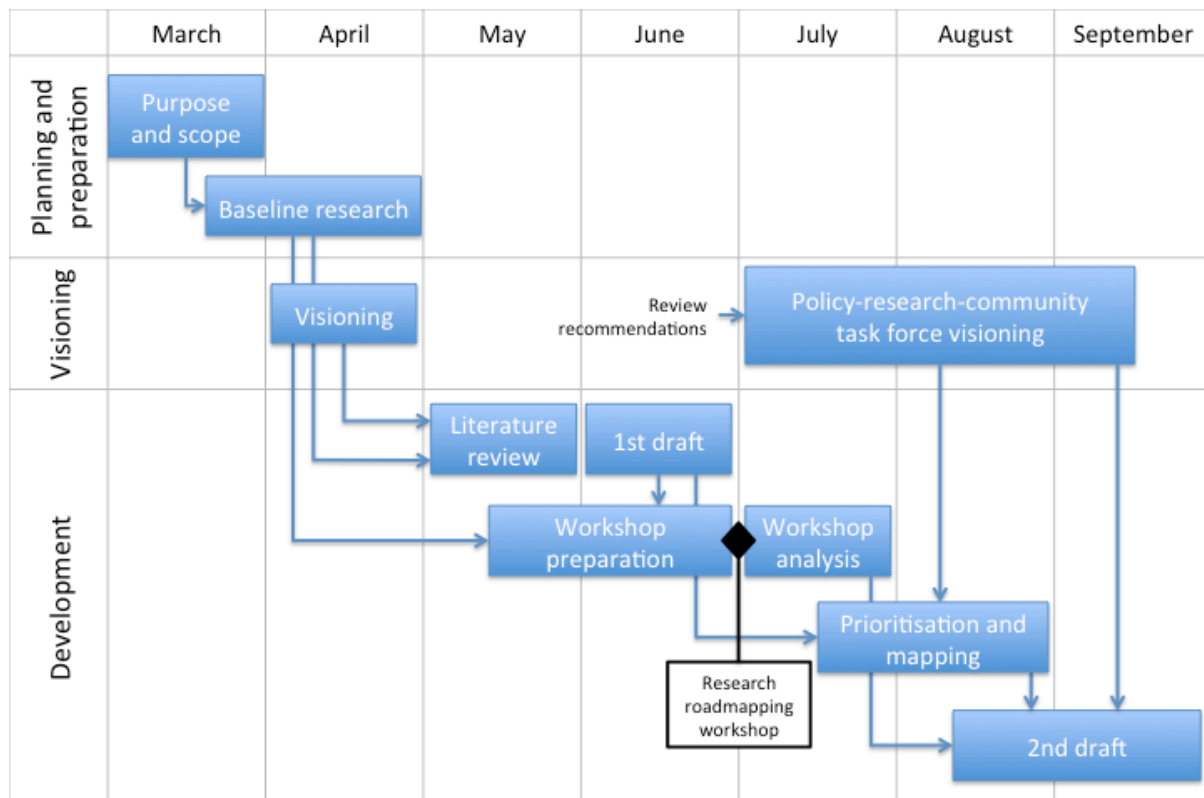 March
April
May
June
July
August
September
Planning and
preparation
Purpose
and scope
Baseline research
Visioning
Visioning
Review
recommendations
Policy-research-community
task force visioning
Development
Literature
review
1st draft
Workshop
preparation
Workshop
analysis
Prioritisation and
mapping
Research
roadmapping
workshop
2nd draft